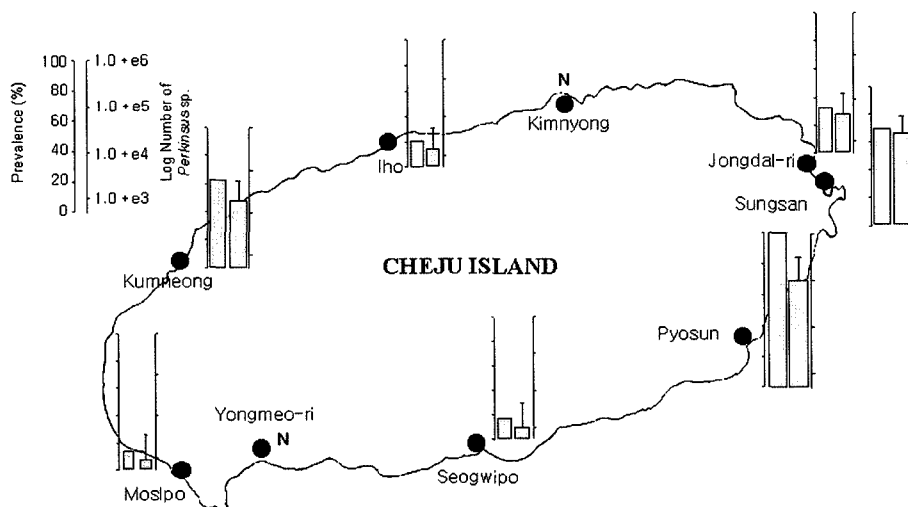 100
80
60
40
20
0
Prevalence (%)
1.0 +e6
1.0 +e5
1.0 +e4
1.0 +e3
Log Number of
Perkinsus sp.
N
Kimnyong
Iho
Jongdal-ri
Sungsan
Kumneong
CHEJU ISLAND
Pyosun
Yongmeo-ri
N
Seogwipo
Moslpo